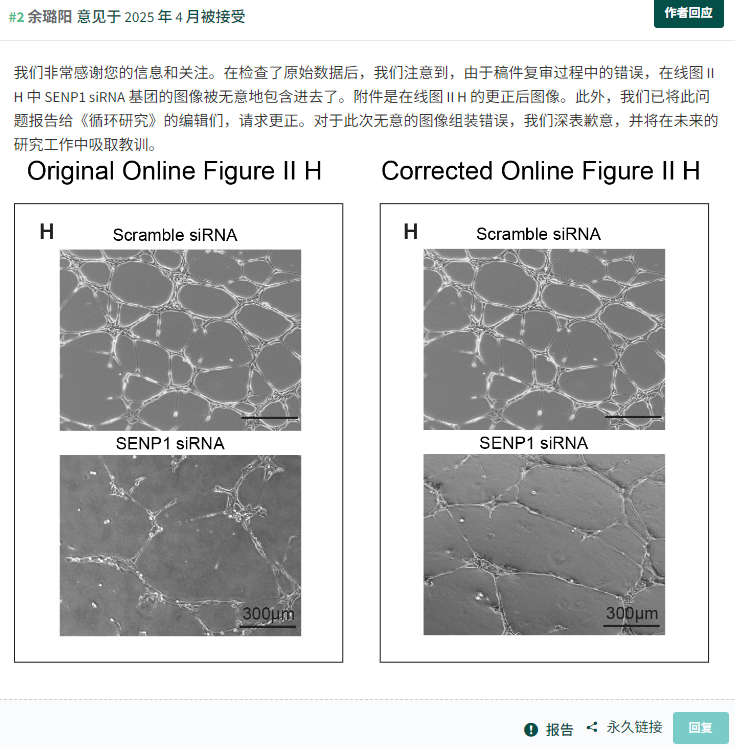 #2 余璐阳 意见于 2025 年 4 月被接受
作者回应
我们非常感谢您的信息和关注。在检查了原始数据后，我们注意到，由于稿件复审过程中的错误，在线图 II
H 中 SENP1 siRNA 基团的图像被无意地包含进去了。附件是在线图 II H 的更正后图像。此外，我们已将此问
题报告给《循环研究》的编辑们，请求更正。对于此次无意的图像组装错误，我们深表歉意，并将在未来的
研究工作中吸取教训。
Original Online Figure II H
Corrected Online Figure II H
H
Scramble siRNA
SENP1 siRNA
300μm
H
Scramble siRNA
SENP1 siRNA
300μm
报告
永久链接
回复